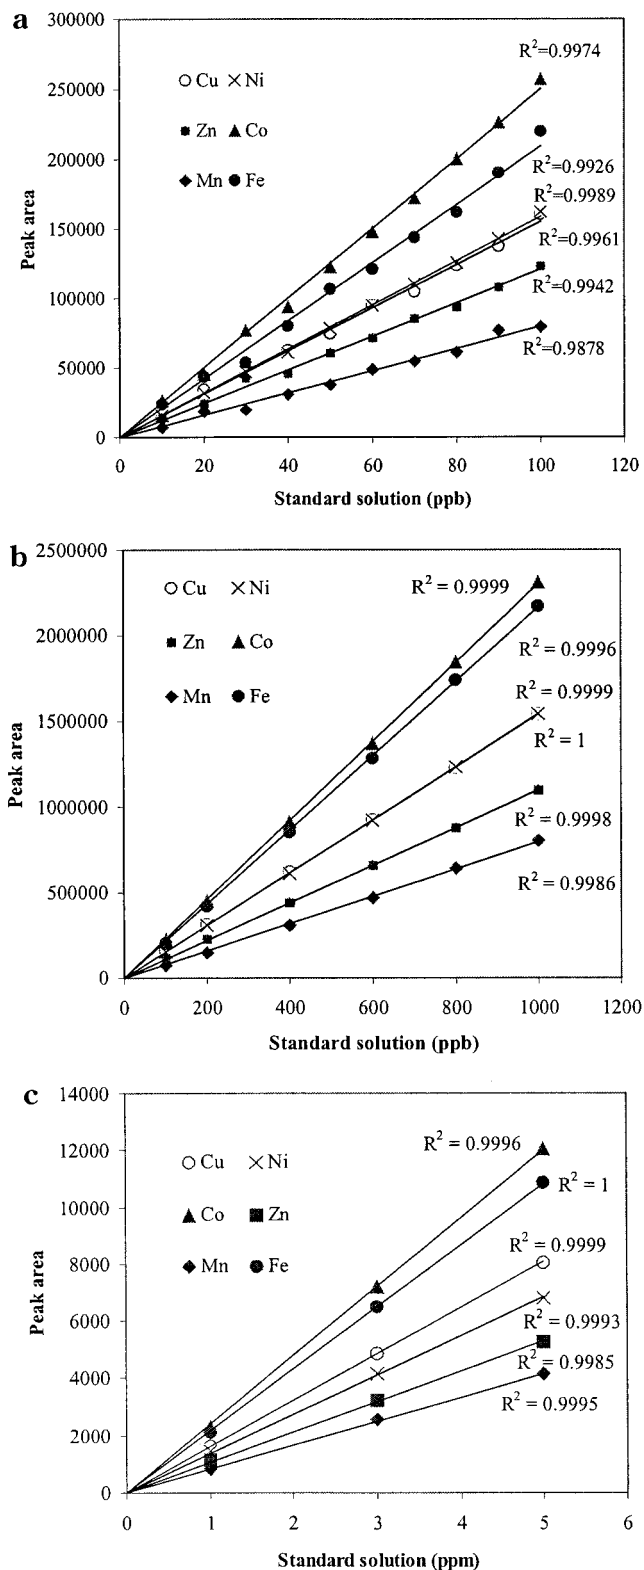 a
300000
250000
200000
150000
100000
50000
0
Peak area
Cu Ni
Zn Co
Mn Fe
R²=0.9974
R²=0.9926
R²=0.9989
R²=0.9961
R²=0.9942
R²=0.9878
0 20 40 60 80 100 120
Standard solution (ppb)
b
2500000
2000000
1500000
1000000
500000
0
Peak area
Cu Ni
Zn Co
Mn Fe
R² = 0.9999
R² = 0.9996
R² = 0.9999
R² = 1
R² = 0.9998
R² = 0.9986
0 200 400 600 800 1000 1200
Standard solution (ppb)
c
14000
12000
10000
8000
6000
4000
2000
0
Peak area
Cu Ni
Co Zn
Mn Fe
R² = 0.9996
R² = 1
R² = 0.9999
R² = 0.9993
R² = 0.9985
R² = 0.9995
0 1 2 3 4 5 6
Standard solution (ppm)